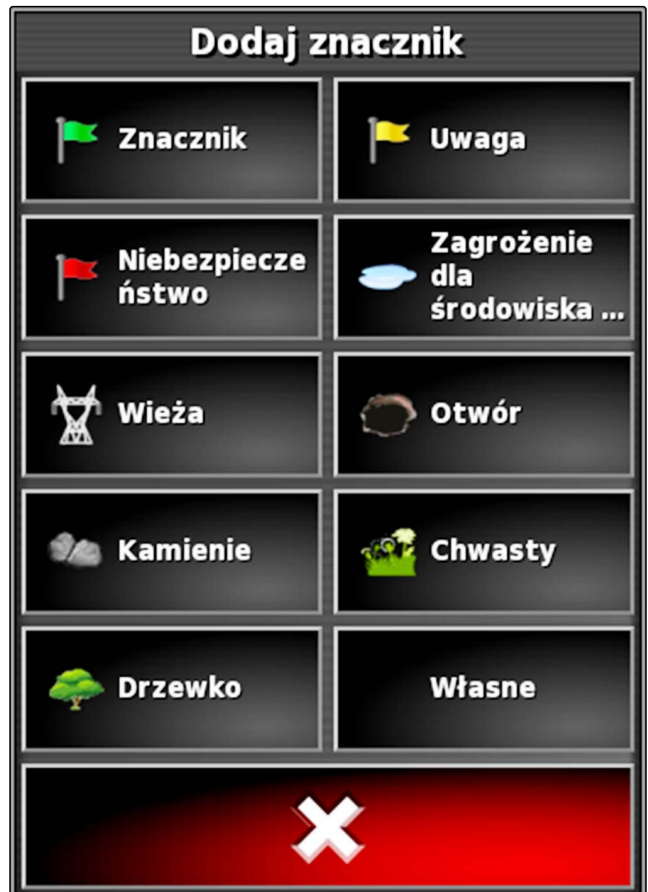 Dodaj znacznik
Znacznik
Uwaga
Niebezpiecze
ństwo
Zagrożenie
dla
środowiska ...
Wieża
Otwór
Kamienie
Chwasty
Drzewko
Własne